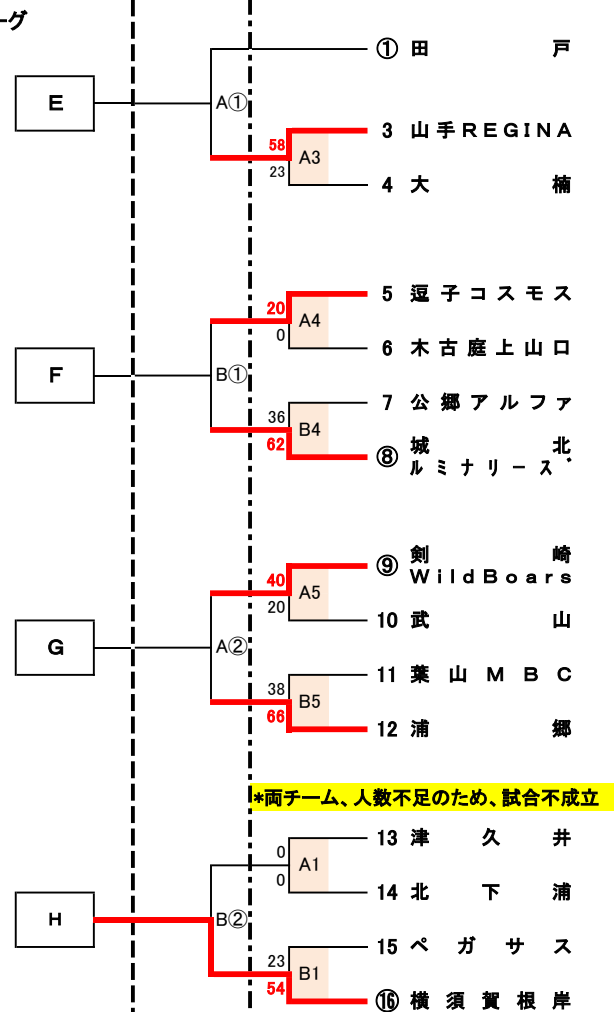 ーグ
① 田戸
E
A①
58
3 山手REGINA
A3
23
4 大楠
5 逗子コスモス
20
A4
0
6 木古庭上山口
F
B①
7 公郷アルファ
36
B4
62
⑧ 城北
ルミナリーズ
⑨ 剣崎
WildBoars
40
A5
20
10 武山
G
A②
11 葉山MBC
38
B5
66
12 浦郷
*両チーム、人数不足のため、試合不成立
13 津久井
0
A1
0
14 北下浦
H
B②
15 ペガサス
23
B1
54
⑯ 横須賀根岸